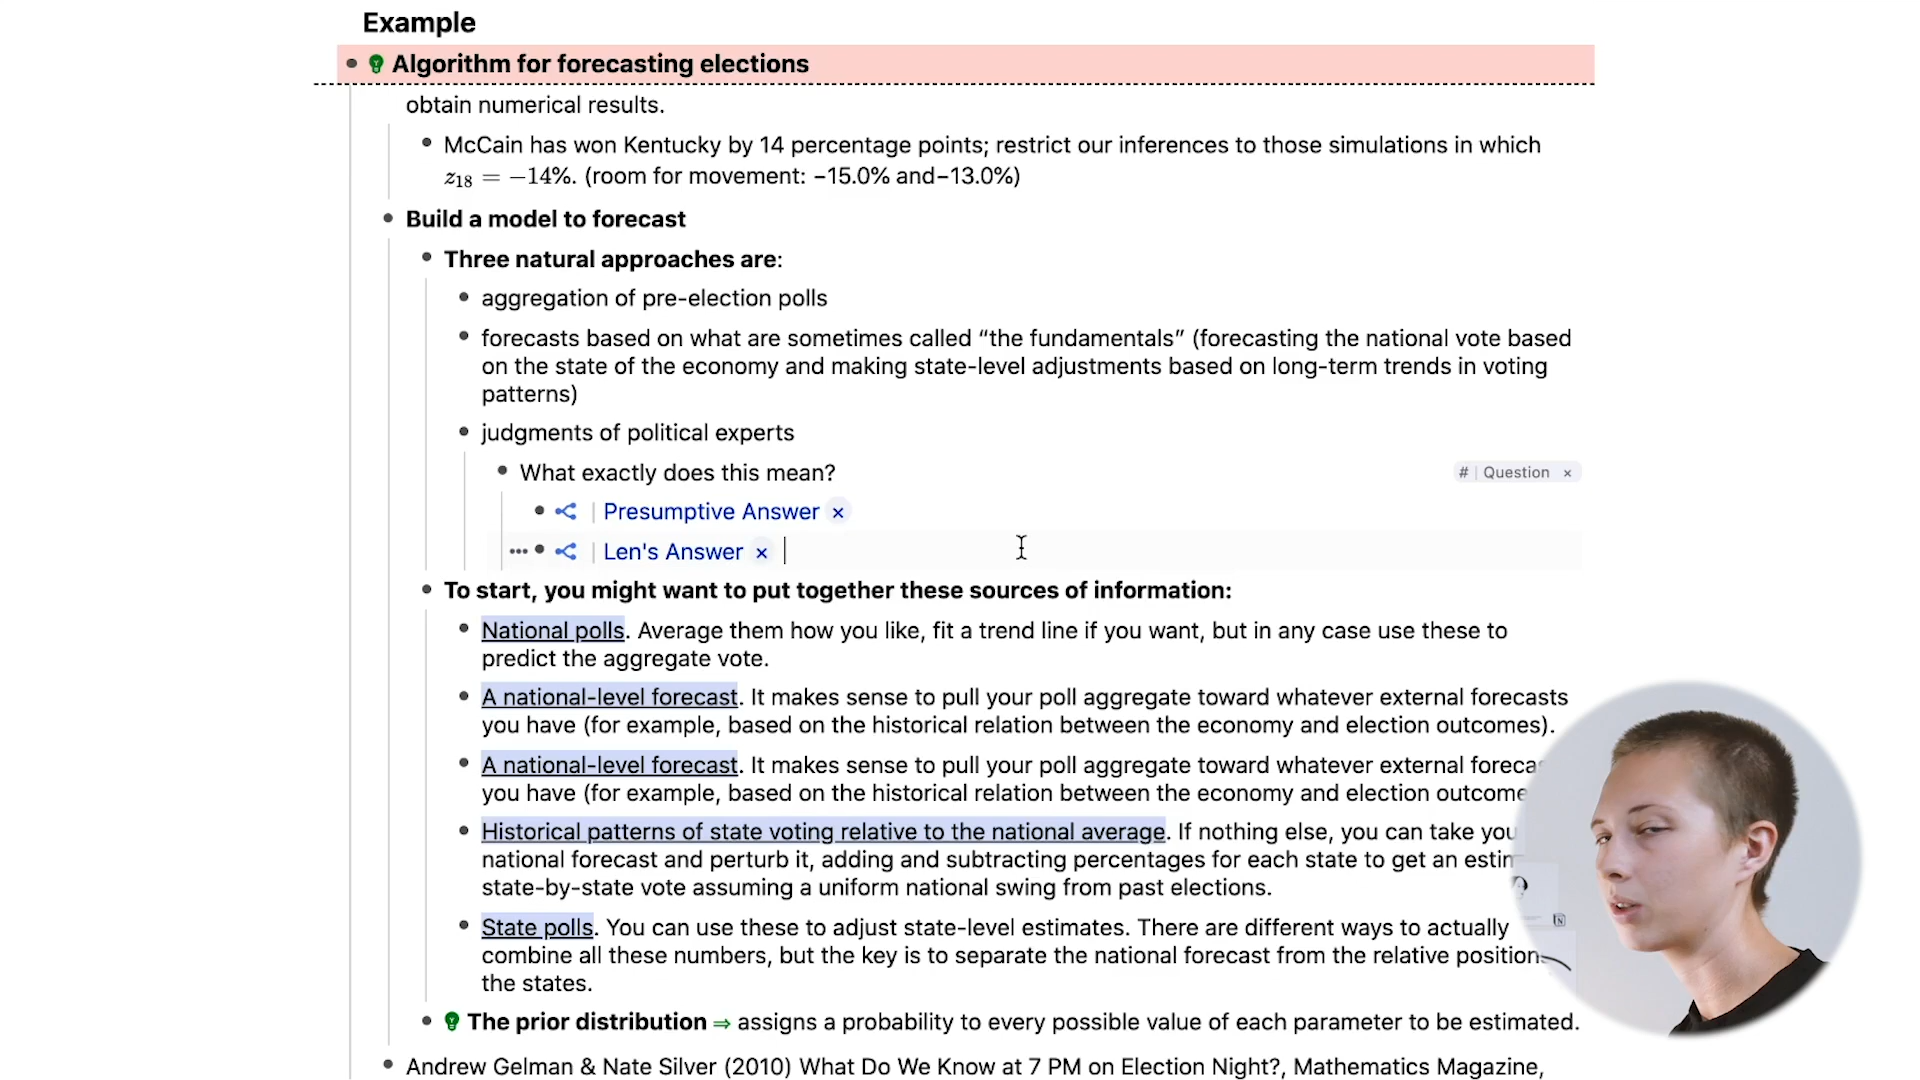 Example
Algorithm for forecasting elections
obtain numerical results.
McCain has won Kentucky by 14 percentage points; restrict our inferences to those simulations in which
z18 = −14%. (room for movement: −15.0% and−13.0%)
Build a model to forecast
Three natural approaches are:
aggregation of pre-election polls
forecasts based on what are sometimes called “the fundamentals” (forecasting the national vote based
on the state of the economy and making state-level adjustments based on long-term trends in voting
patterns)
judgments of political experts
What exactly does this mean?
# | Question ×
Presumptive Answer ×
Len's Answer ×
To start, you might want to put together these sources of information:
National polls. Average them how you like, fit a trend line if you want, but in any case use these to
predict the aggregate vote.
A national-level forecast. It makes sense to pull your poll aggregate toward whatever external forecasts
you have (for example, based on the historical relation between the economy and election outcomes).
A national-level forecast. It makes sense to pull your poll aggregate toward whatever external foreca
you have (for example, based on the historical relation between the economy and election outcome
Historical patterns of state voting relative to the national average. If nothing else, you can take you
national forecast and perturb it, adding and subtracting percentages for each state to get an estim
state-by-state vote assuming a uniform national swing from past elections.
State polls. You can use these to adjust state-level estimates. There are different ways to actually
combine all these numbers, but the key is to separate the national forecast from the relative position
the states.
The prior distribution ⇒ assigns a probability to every possible value of each parameter to be estimated.
Andrew Gelman & Nate Silver (2010) What Do We Know at 7 PM on Election Night?, Mathematics Magazine,